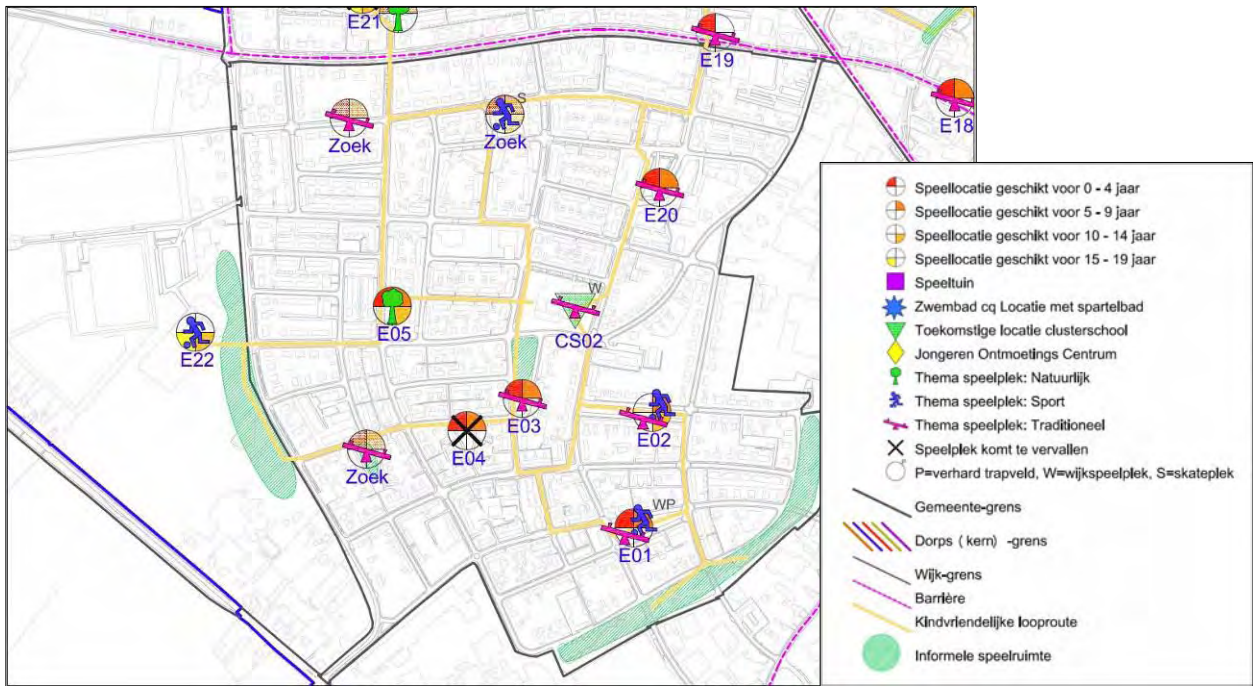 E21
E19
E18
S
Zoek
Zoek
E20
W
E05
CS02
E22
E03
E02
E04
Zoek
WP
E01
Speellocatie geschikt voor 0 - 4 jaar
Speellocatie geschikt voor 5 - 9 jaar
Speellocatie geschikt voor 10 - 14 jaar
Speellocatie geschikt voor 15 - 19 jaar
Speeltuin
Zwembad cq Locatie met spartelbad
Toekomstige locatie clusterschool
Jongeren Ontmoetings Centrum
Thema speelplek: Natuurlijk
Thema speelplek: Sport
Thema speelplek: Traditioneel
Speelplek komt te vervallen
P=verhard trapveld, W=wijkspeelplek, S=skateplek
Gemeente-grens
Dorps ( kern) -grens
Wijk-grens
Barrière
Kindvriendelijke looproute
Informele speelruimte